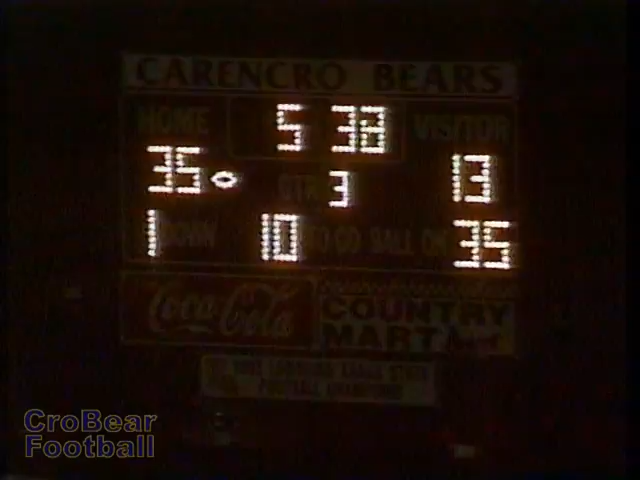 CARENCRO BEARS
HOME 5 38 VISITOR
35 QTR 3 13
1 DOWN 10 TO GO BALL ON 35
Coca-Cola COUNTRY MART
FOOTBALL
CroBear
Football